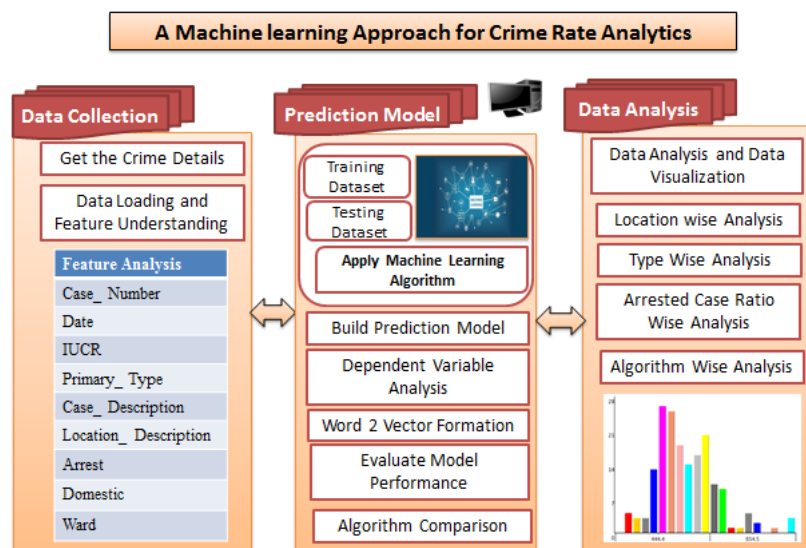 A Machine learning Approach for Crime Rate Analytics
Data Collection
Get the Crime Details
Data Loading and
Feature Understanding
Feature Analysis
Case_ Number
Date
IUCR
Primary_ Type
Case_ Description
Location_ Description
Arrest
Domestic
Ward
Prediction Model
Training
Dataset
Testing
Dataset
Apply Machine Learning
Algorithm
Build Prediction Model
Dependent Variable
Analysis
Word 2 Vector Formation
Evaluate Model
Performance
Algorithm Comparison
Data Analysis
Data Analysis and Data
Visualization
Location wise Analysis
Type Wise Analysis
Arrested Case Ratio
Wise Analysis
Algorithm Wise Analysis
14
7
0